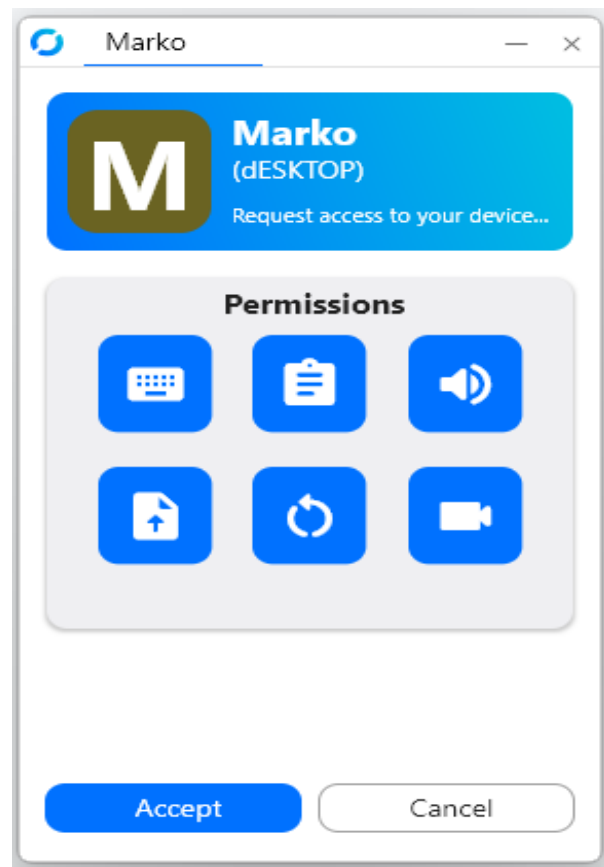 Marko
M
Marko
(dESKTOP)
Request access to your device...
Permissions
Accept
Cancel